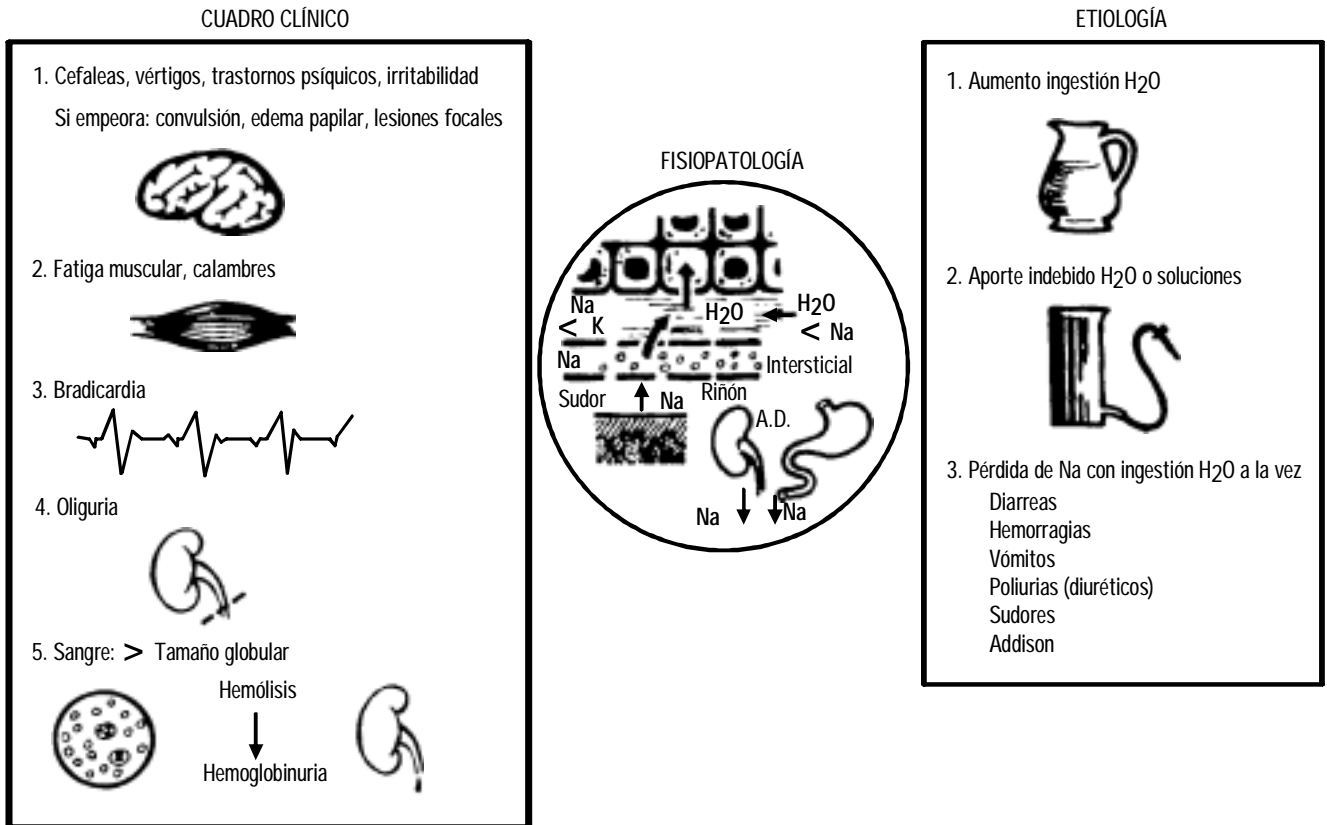 CUADRO CLÍNICO
1. Cefaleas, vértigos, trastornos psíquicos, irritabilidad
Si empeora: convulsión, edema papilar, lesiones focales
2. Fatiga muscular, calambres
3. Bradicardia
4. Oliguria
5. Sangre: > Tamaño globular
Hemólisis
Hemoglobinuria
FISIOPATOLOGÍA
Na
< K
H2O
H2O
< Na
Na
Intersticial
Sudor
Na
Riñón
A.D.
Na
Na
ETIOLOGÍA
1. Aumento ingestión H2O
2. Aporte indebido H2O o soluciones
3. Pérdida de Na con ingestión H2O a la vez
Diarreas
Hemorragias
Vómitos
Poliurias (diuréticos)
Sudores
Addison